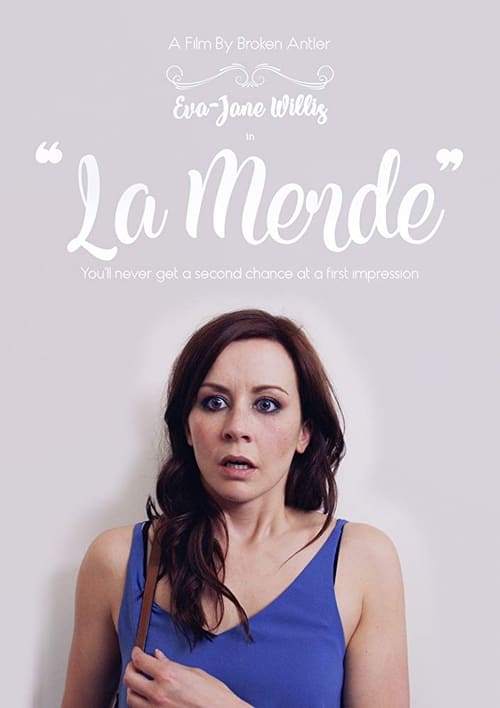 A Film By Broken Antler
Eva-Jane Willis
in
“La Merde”
You'll never get a second chance at a first impression